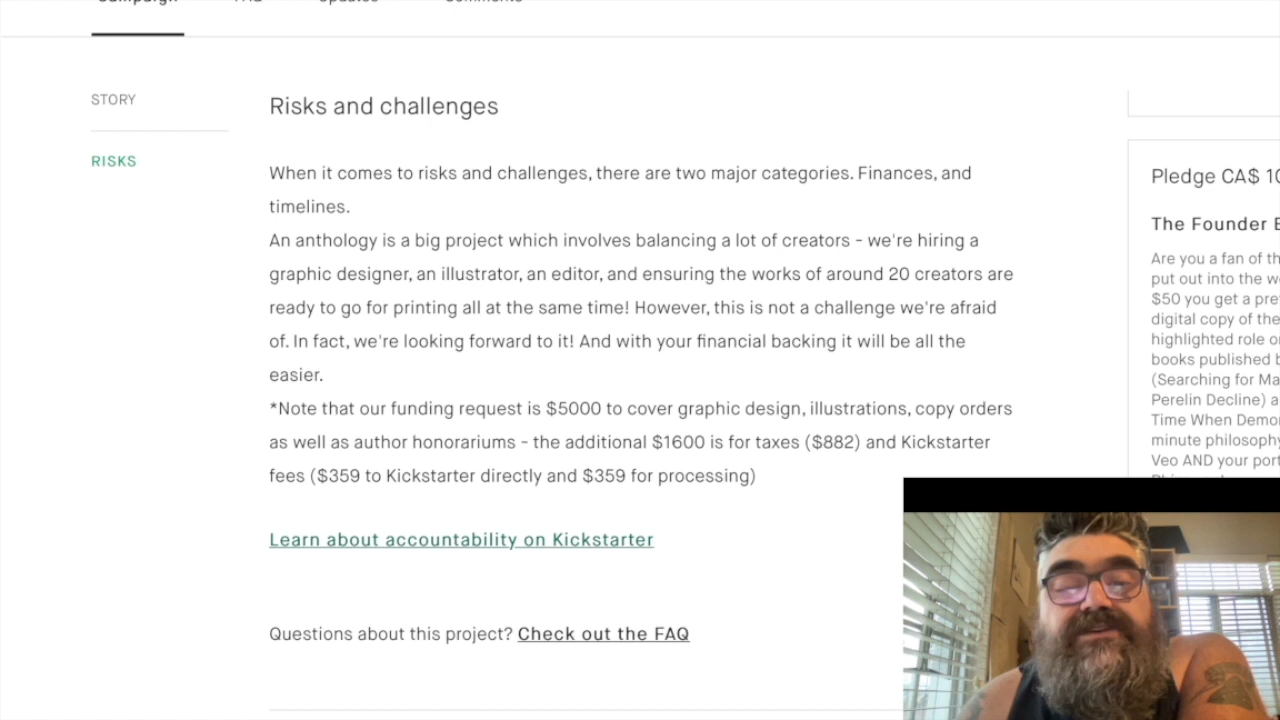 Campaign FAQ Updates Comments
STORY
RISKS
Risks and challenges
When it comes to risks and challenges, there are two major categories. Finances, and
timelines.
An anthology is a big project which involves balancing a lot of creators - we're hiring a
graphic designer, an illustrator, an editor, and ensuring the works of around 20 creators are
ready to go for printing all at the same time! However, this is not a challenge we're afraid
of. In fact, we're looking forward to it! And with your financial backing it will be all the
easier.
*Note that our funding request is $5000 to cover graphic design, illustrations, copy orders
as well as author honorariums - the additional $1600 is for taxes ($882) and Kickstarter
fees ($359 to Kickstarter directly and $359 for processing)
Learn about accountability on Kickstarter
Questions about this project? Check out the FAQ
Pledge CA$ 10
The Founder
Are you a fan of th
put out into the w
$50 you get a pre
digital copy of the
highlighted role o
books published b
(Searching for Ma
Perelin Decline) a
Time When Demo
minute philosophy
Veo AND your port